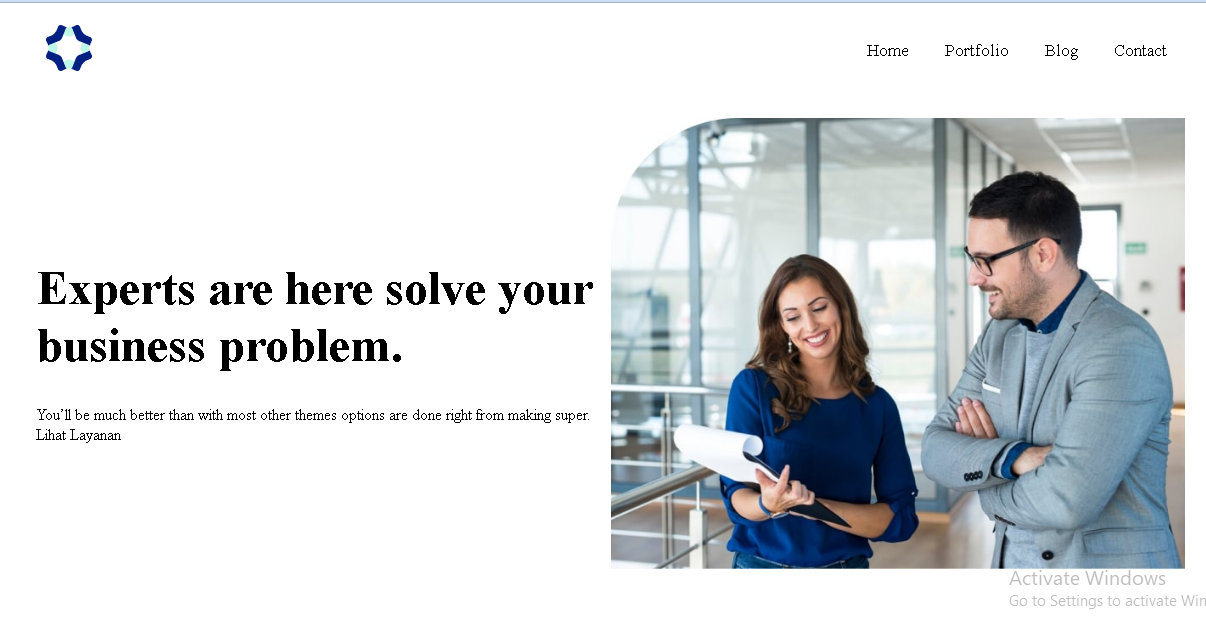 Home
Portfolio
Blog
Contact
Experts are here solve your
business problem.
You’ll be much better than with most other themes options are done right from making super.
Lihat Layanan
Activate Windows
Go to Settings to activate Win